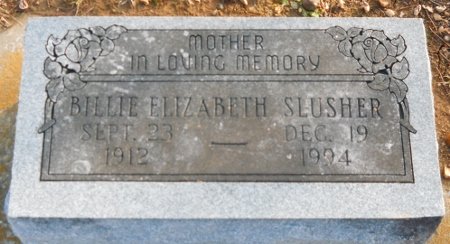 MOTHER
IN LOVING MEMORY
BILLIE ELIZABETH SLUSHER
SEPT. 23 — DEC. 19
1912 1994